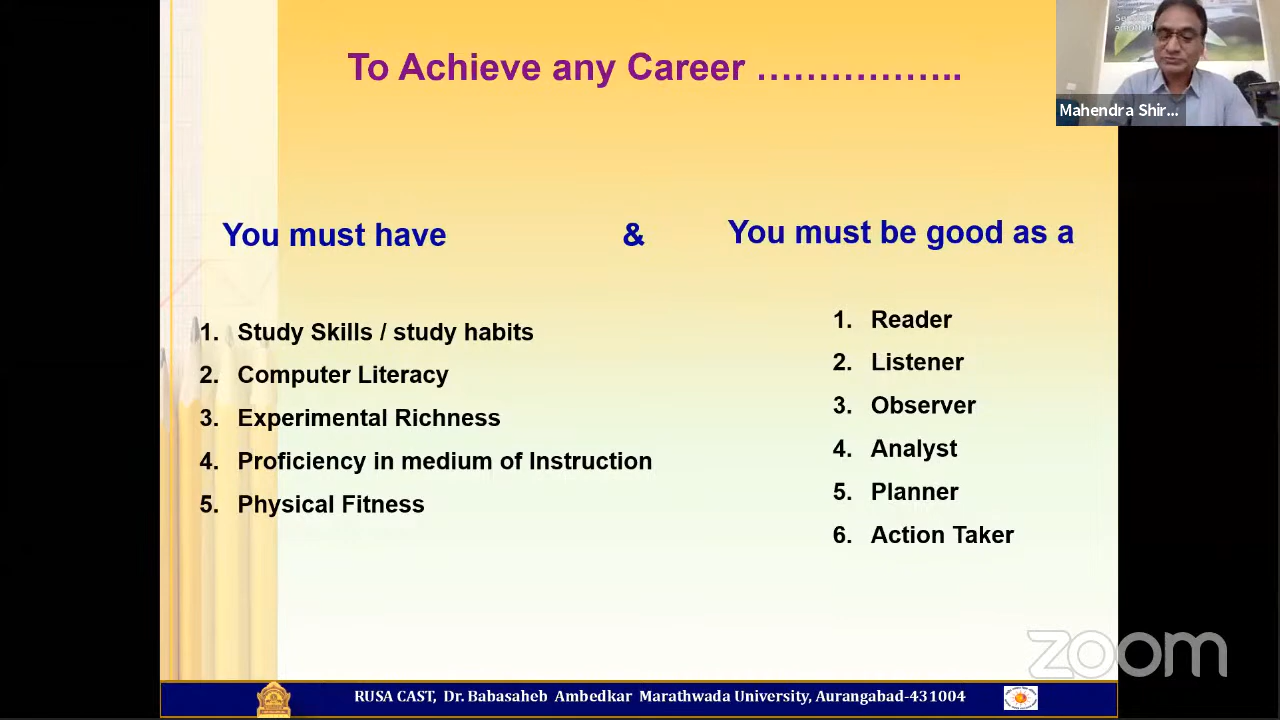 To Achieve any Career ……………..
Mahendra Shir...
You must have & You must be good as a
1. Study Skills / study habits
2. Computer Literacy
3. Experimental Richness
4. Proficiency in medium of Instruction
5. Physical Fitness
1. Reader
2. Listener
3. Observer
4. Analyst
5. Planner
6. Action Taker
zoom
RUSA CAST, Dr. Babasaheb Ambedkar Marathwada University, Aurangabad-431004